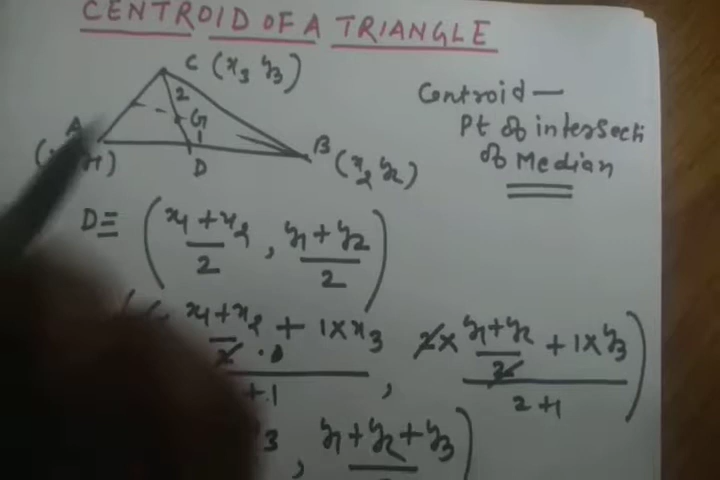 CENTROID OF A TRIANGLE
C (x₃ y₃)
2
G
1
A
B (x₂ y₂)
D
Centroid —
Pt of intersecti
of Median
D ≡ (x₁ + x₂ / 2 , y₁ + y₂ / 2)
x₁ + x₂ / 2 + 1 × x₃ / + 1 , 2 × y₁ + y₂ / 2 + 1 × y₃ / 2 + 1 )
3 , y₁ + y₂ + y₃ )